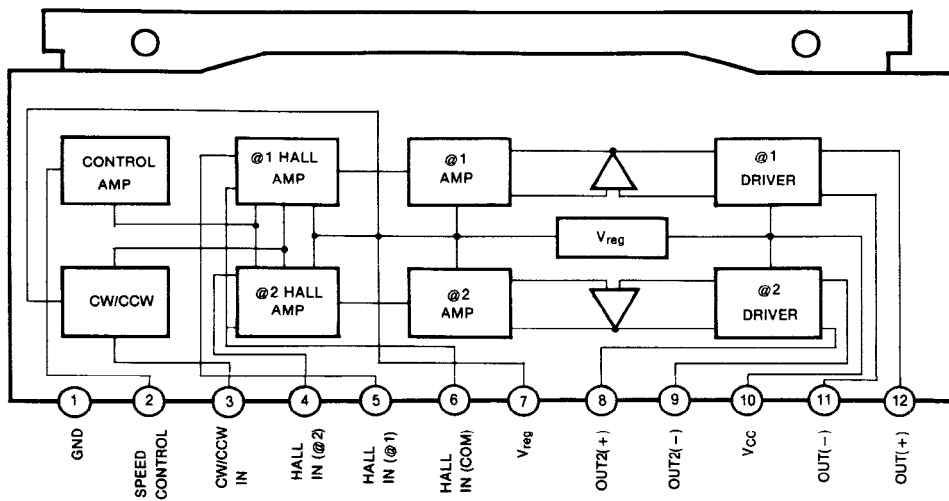 CONTROL
AMP
@1 HALL
AMP
@1
AMP
@1
DRIVER
Vreg
CW/CCW
@2 HALL
AMP
@2
AMP
@2
DRIVER
1
2
3
4
5
6
7
8
9
10
11
12
GND
SPEED
CONTROL
CW/CCW
IN
HALL
IN (@2)
HALL
IN (@1)
HALL
IN (COM)
Vreg
OUT2(+)
OUT2(−)
VCC
OUT(−)
OUT(+)